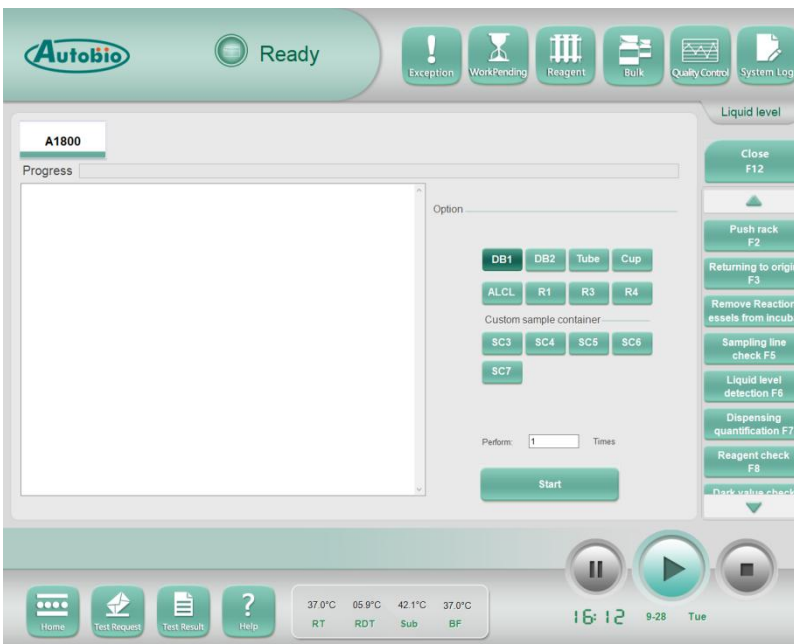 Autobio
Ready
Exception
WorkPending
Reagent
Bulk
Quality Control
System Log
Liquid level
A1800
Progress
Close
F12
Option
Push rack
F2
DB1 DB2 Tube Cup
Returning to origi
F3
ALCL R1 R3 R4
Remove Reaction
essels from incub
Custom sample container
SC3 SC4 SC5 SC6
Sampling line
check F5
SC7
Liquid level
detection F6
Dispensing
quantification F7
Perform: 1 Times
Reagent check
F8
Start
Dark value check
Home
Test Request
Test Result
? Help
37.0°C 05.9°C 42.1°C 37.0°C
RT RDT Sub BF
16:12 9-28 Tue